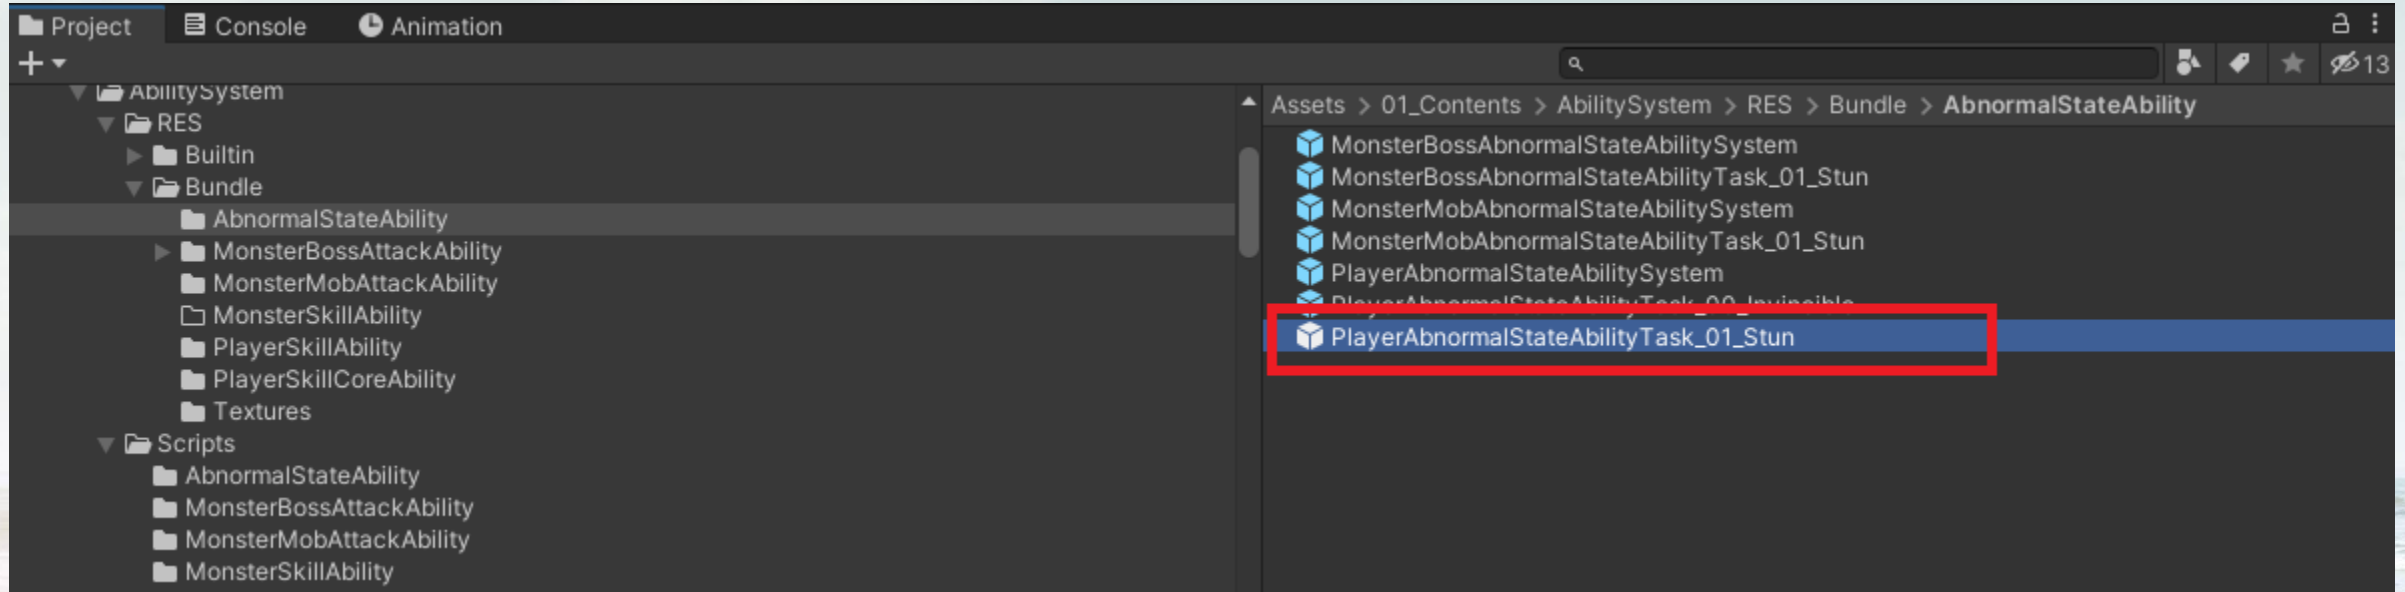 Project Console Animation
13
AbilitySystem
RES
Builtin
Bundle
AbnormalStateAbility
MonsterBossAttackAbility
MonsterMobAttackAbility
MonsterSkillAbility
PlayerSkillAbility
PlayerSkillCoreAbility
Textures
Scripts
AbnormalStateAbility
MonsterBossAttackAbility
MonsterMobAttackAbility
MonsterSkillAbility
Assets > 01_Contents > AbilitySystem > RES > Bundle > AbnormalStateAbility
MonsterBossAbnormalStateAbilitySystem
MonsterBossAbnormalStateAbilityTask_01_Stun
MonsterMobAbnormalStateAbilitySystem
MonsterMobAbnormalStateAbilityTask_01_Stun
PlayerAbnormalStateAbilitySystem
PlayerAbnormalStateAbilityTask_00_Invincible
PlayerAbnormalStateAbilityTask_01_Stun